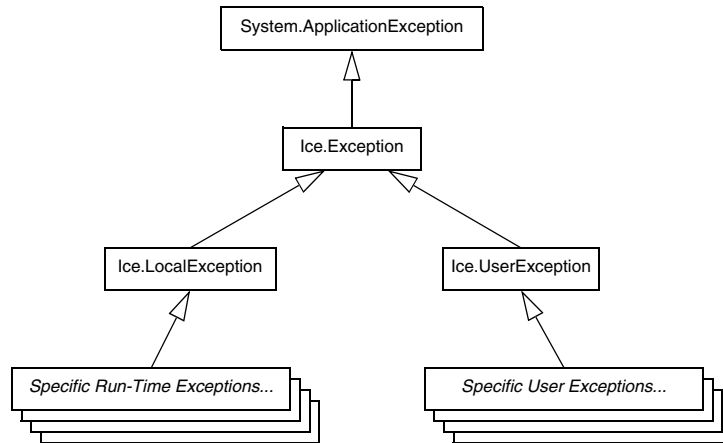 System.ApplicationException
Ice.Exception
Ice.LocalException
Ice.UserException
Specific Run-Time Exceptions...
Specific User Exceptions...